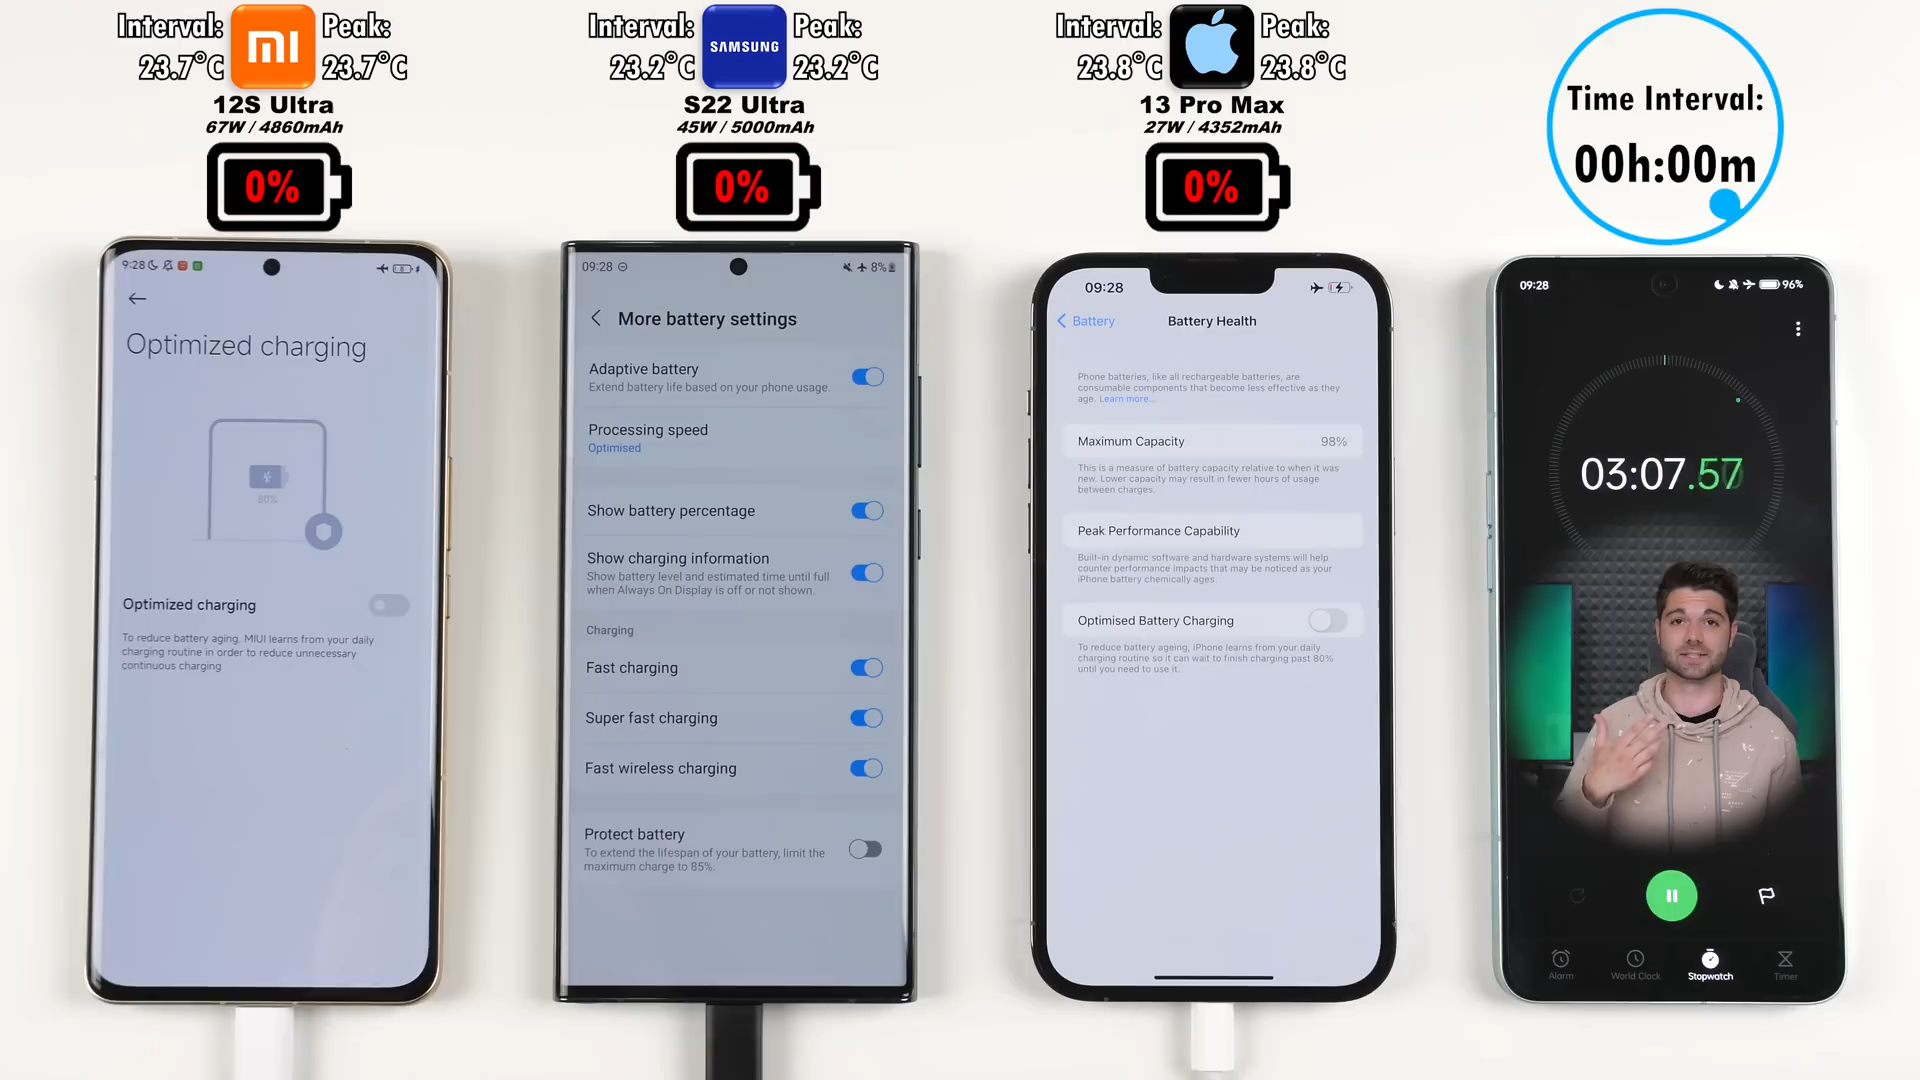 Interval:
23.7°C
mi
Peak:
23.7°C
12S Ultra
67W / 4860mAh
0%
Interval:
23.2°C
SAMSUNG
Peak:
23.2°C
S22 Ultra
45W / 5000mAh
0%
Interval:
23.8°C
Peak:
23.8°C
13 Pro Max
27W / 4352mAh
0%
Time Interval:
00h:00m
9:28
Optimized charging
80%
Optimized charging
To reduce battery aging, MIUI learns from your daily
charging routine in order to reduce unnecessary
continuous charging
09:28
8%
More battery settings
Adaptive battery
Extend battery life based on your phone usage.
Processing speed
Optimised
Show battery percentage
Show charging information
Show battery level and estimated time until full
when Always On Display is off or not shown.
Charging
Fast charging
Super fast charging
Fast wireless charging
Protect battery
To extend the lifespan of your battery, limit the
maximum charge to 85%.
09:28
Battery
Battery Health
Phone batteries, like all rechargeable batteries, are
consumable components that become less effective as they
age. Learn more...
Maximum Capacity
98%
This is a measure of battery capacity relative to when it was
new. Lower capacity may result in fewer hours of usage
between charges.
Peak Performance Capability
Built-in dynamic software and hardware systems will help
counter performance impacts that may be noticed as your
iPhone battery chemically ages.
Optimised Battery Charging
To reduce battery ageing, iPhone learns from your daily
charging routine so it can wait to finish charging past 80%
until you need to use it.
09:28
96%
03:07.57
Alarm
World Clock
Stopwatch
Timer